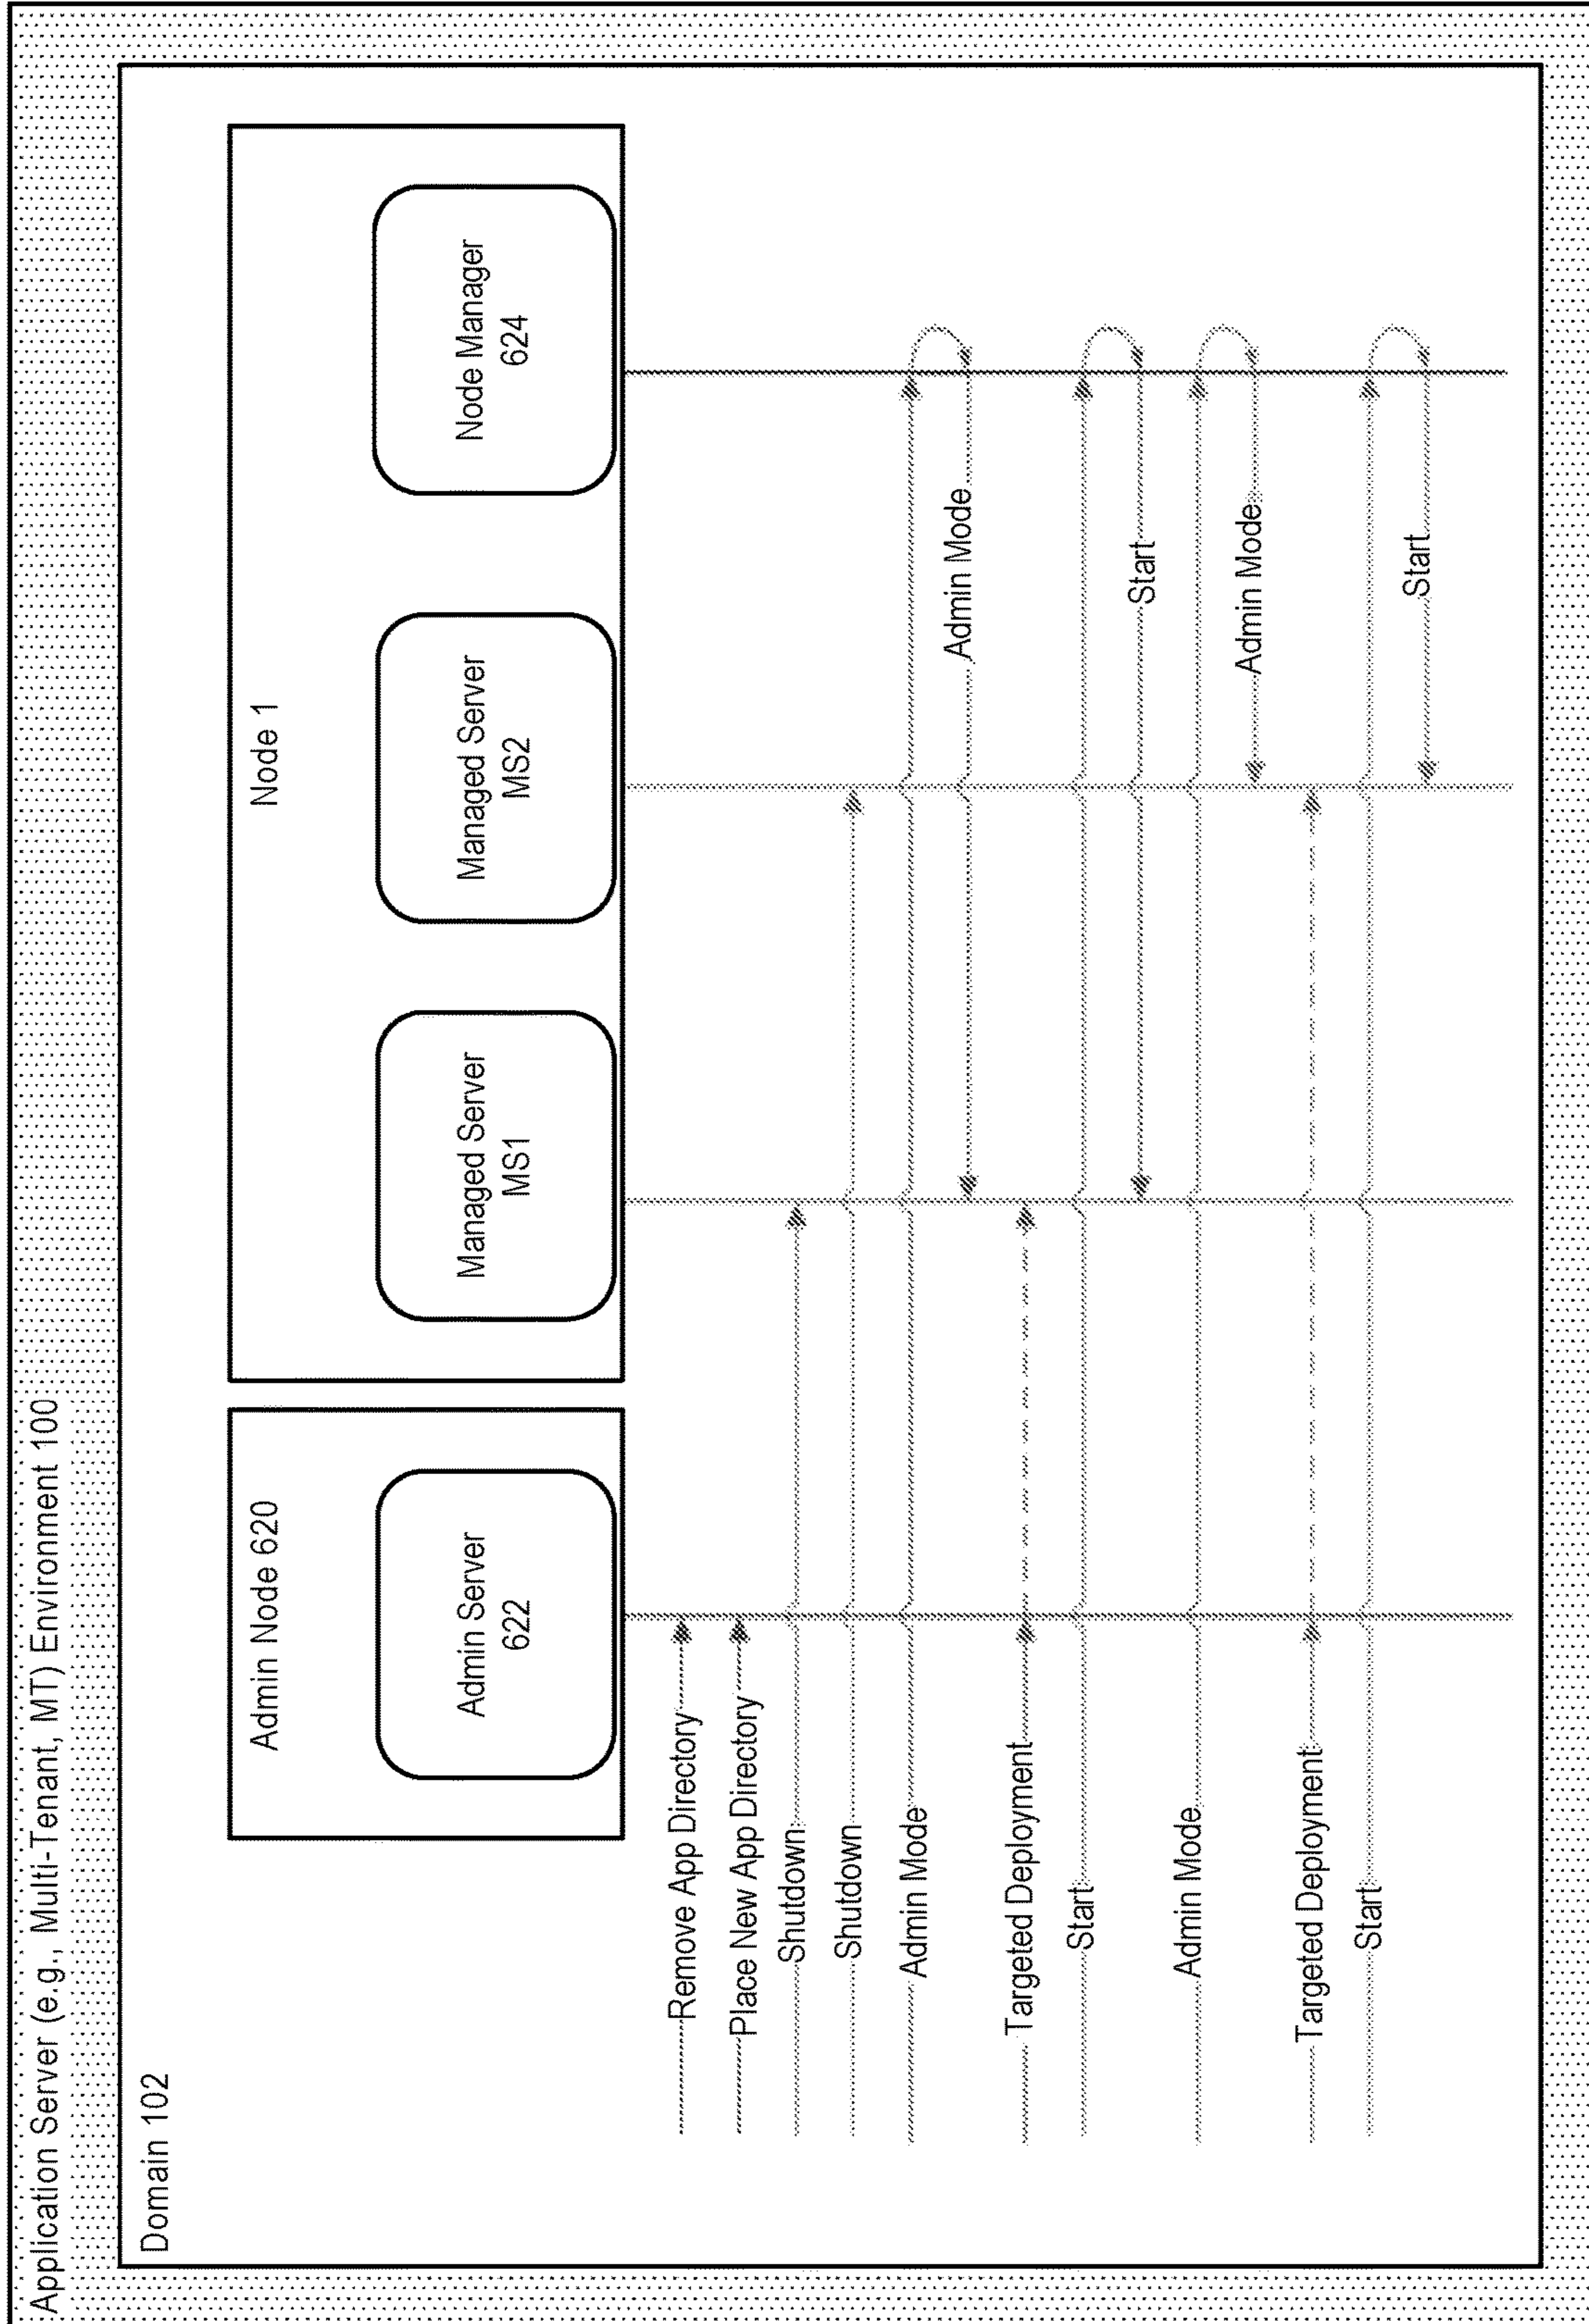 Application Server (e.g., Multi-Tenant, MT) Environment 100
Domain 102
Admin Node 620
Node 1
Admin Server
622
Managed Server
MS1
Managed Server
MS2
Node Manager
624
Remove App Directory
Place New App Directory
Shutdown
Shutdown
Admin Mode
Admin Mode
Targeted Deployment
Start
Start
Admin Mode
Admin Mode
Targeted Deployment
Start
Start